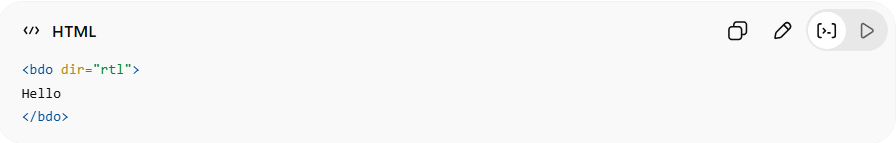 HTML
<bdo dir="rtl">
Hello
</bdo>